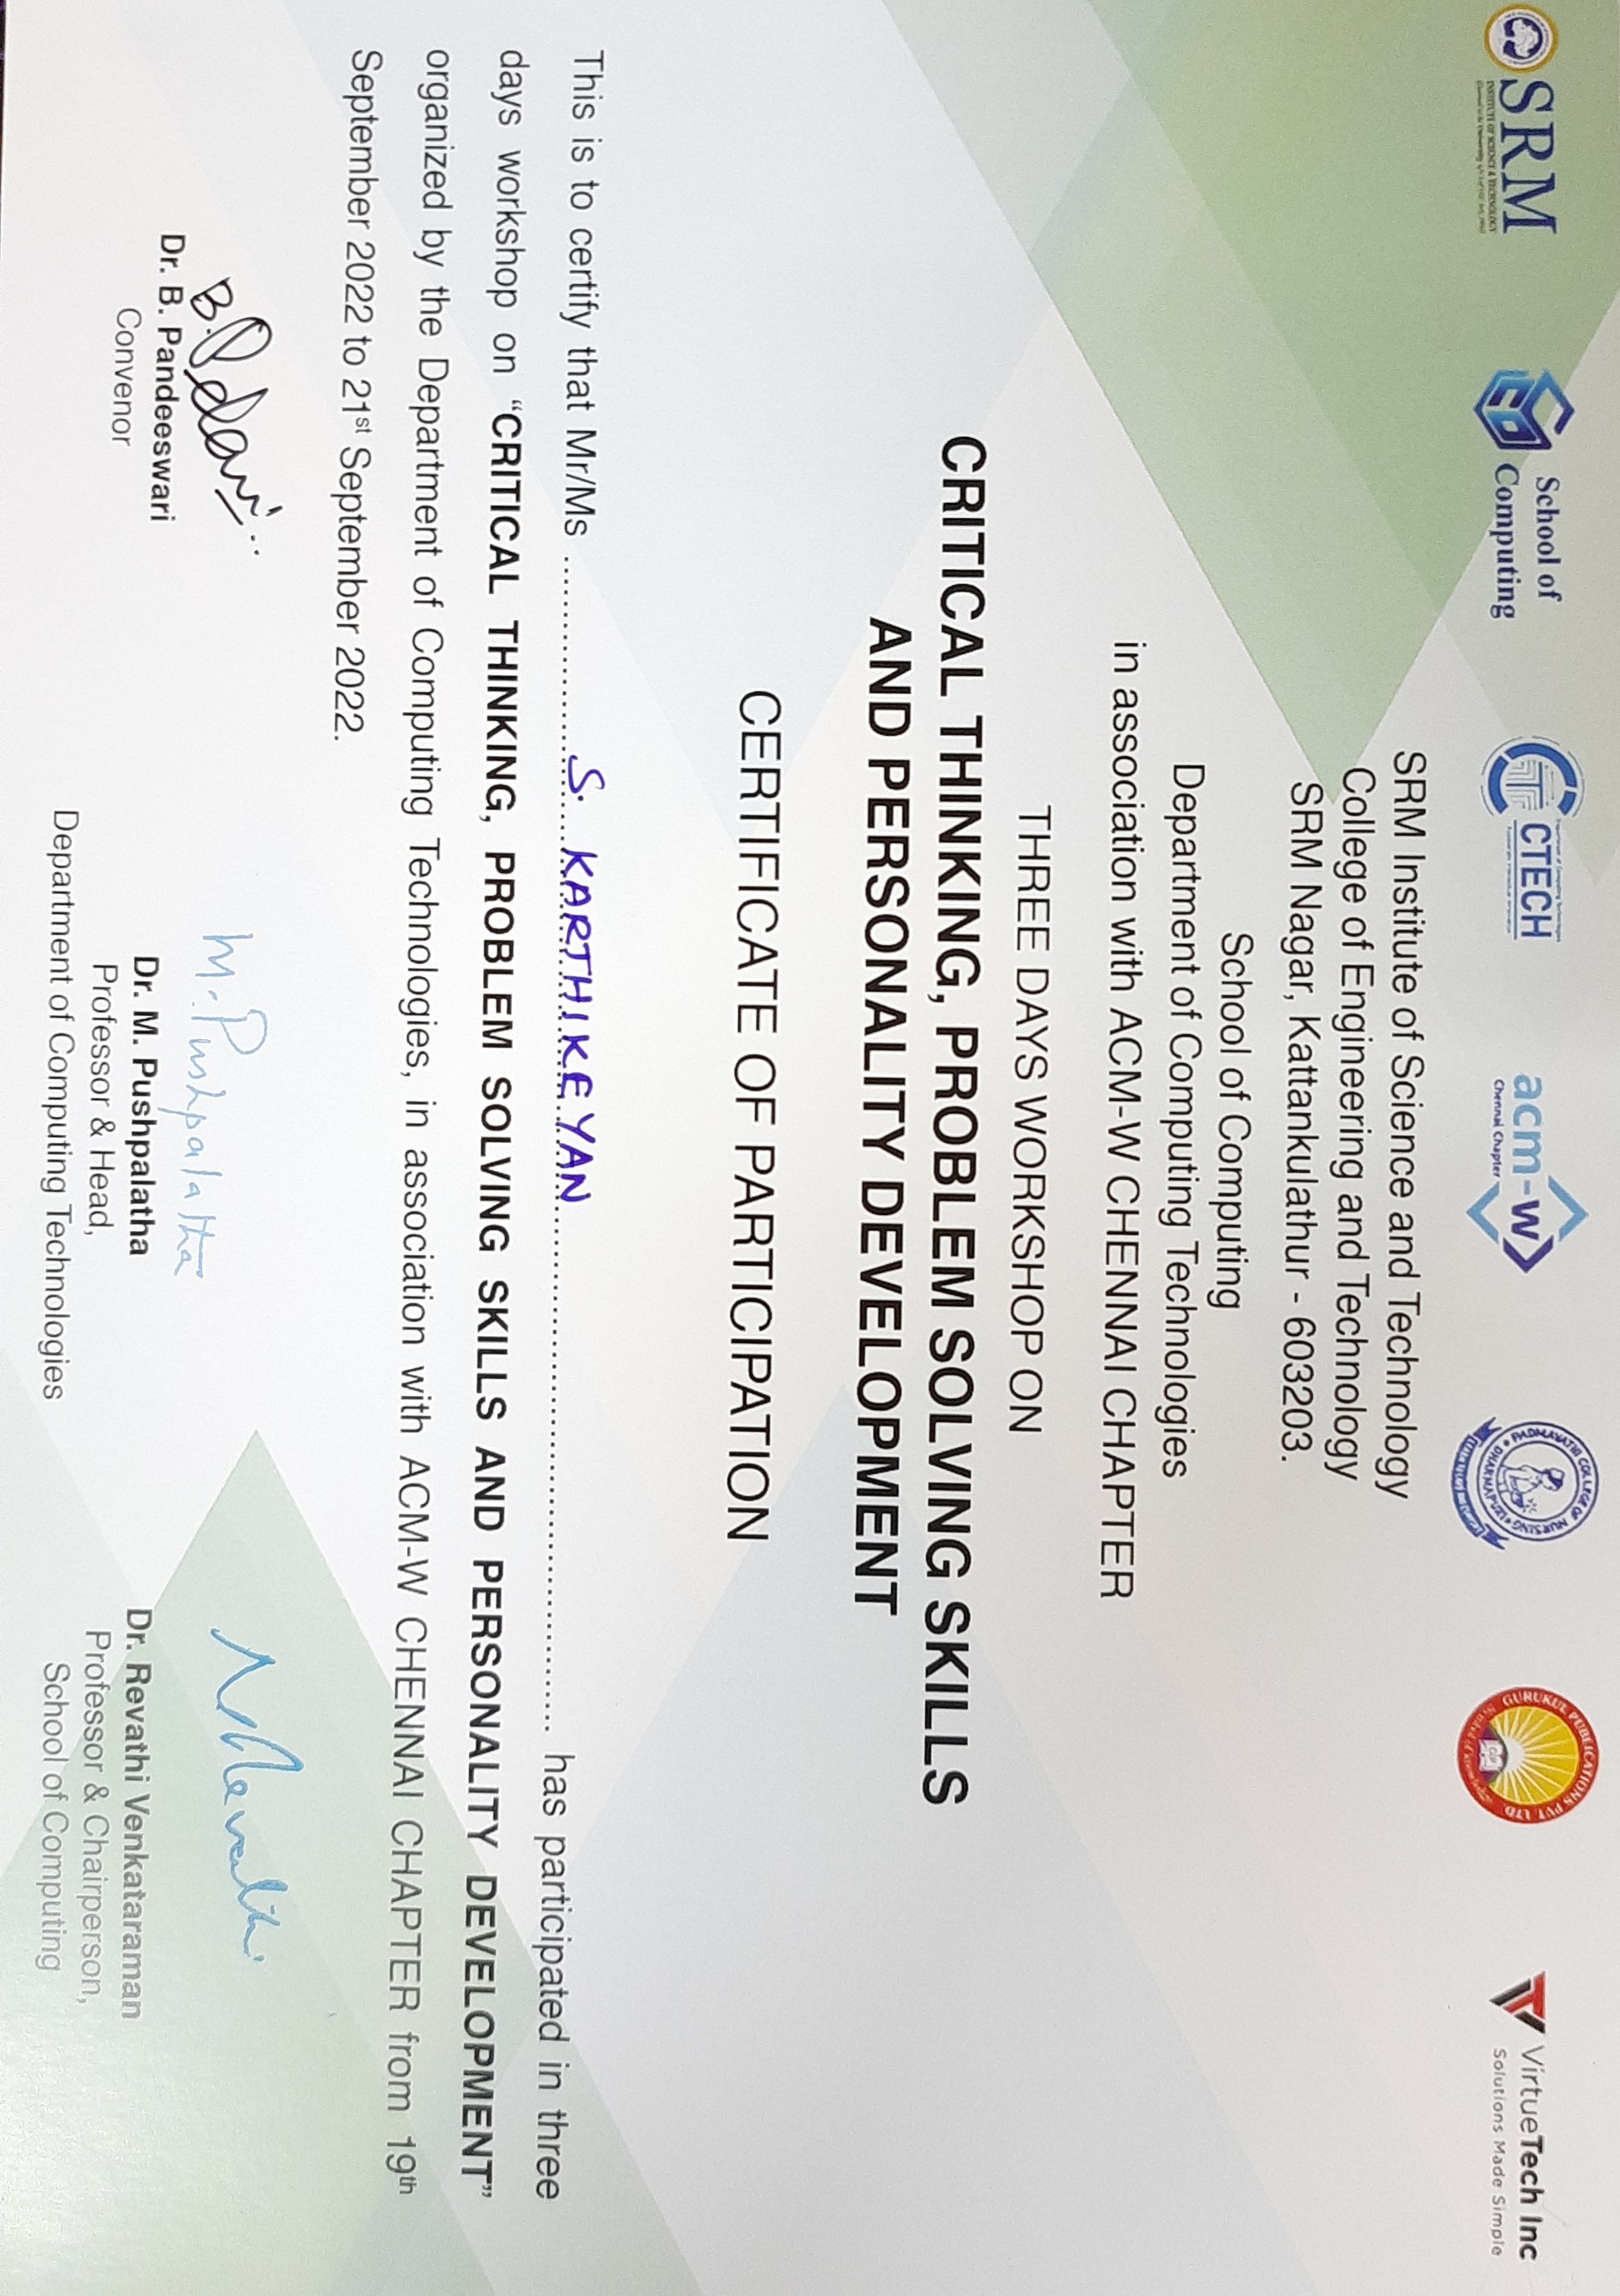 SRM
INSTITUTE OF SCIENCE & TECHNOLOGY
School of
Computing
CTECH
acm-w
Chennai Chapter
PADMAVATHI COLLEGE OF NURSING
DHARMAPURI
GURUKUL PUBLICATIONS PVT LTD
VirtueTech Inc
Solutions Made Simple
SRM Institute of Science and Technology
College of Engineering and Technology
SRM Nagar, Kattankulathur - 603203.
School of Computing
Department of Computing Technologies
in association with ACM-W CHENNAI CHAPTER
THREE DAYS WORKSHOP ON
CRITICAL THINKING, PROBLEM SOLVING SKILLS
AND PERSONALITY DEVELOPMENT
CERTIFICATE OF PARTICIPATION
This is to certify that Mr/Ms S. KARTHIKEYAN has participated in three
days workshop on “CRITICAL THINKING, PROBLEM SOLVING SKILLS AND PERSONALITY DEVELOPMENT”
organized by the Department of Computing Technologies, in association with ACM-W CHENNAI CHAPTER from 19th
September 2022 to 21st September 2022.
M. Pushpalatha
N Revathi
Dr. B. Pandeeswari
Convenor
Dr. M. Pushpalatha
Professor & Head,
Department of Computing Technologies
Dr. Revathi Venkataraman
Professor & Chairperson,
School of Computing